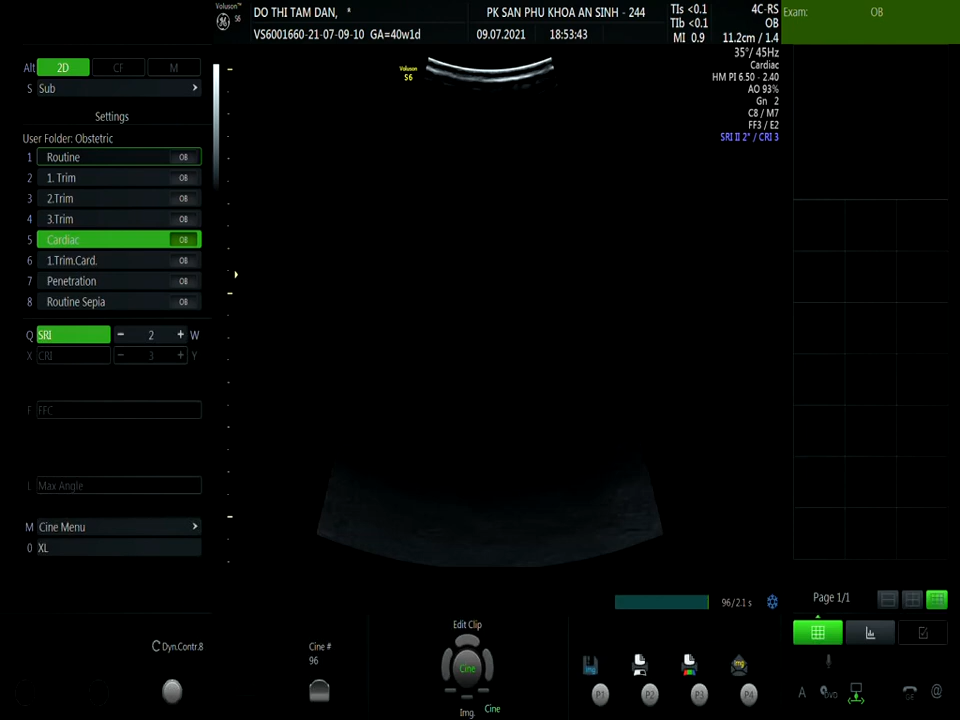 Voluson™
S6
DO THI TAM DAN, *
PK SAN PHU KHOA AN SINH - 244
VS6001660-21-07-09-10 GA=40w1d
09.07.2021
18:53:43
TIs <0.1
TIb <0.1
MI 0.9
4C-RS
OB
11.2cm / 1.4
35°/ 45Hz
Cardiac
HM PI 6.50 - 2.40
AO 93%
Gn 2
C8 / M7
FF3 / E2
SRI II 2" / CRI 3
Exam: OB
Voluson
S6
Alt 2D CF M
S Sub >
Settings
User Folder: Obstetric
1 Routine OB
2 1. Trim OB
3 2.Trim OB
4 3.Trim OB
5 Cardiac OB
6 1.Trim.Card. OB
7 Penetration OB
8 Routine Sepia OB
Q SRI - 2 + W
X CRI - 3 + Y
F FFC
L Max Angle
M Cine Menu >
0 XL
96/2.1 s
Page 1/1
C Dyn.Contr.8
Cine #
96
Edit Clip
Cine
Img. Cine
Img
P1 P2 P3 P4
A DVD @